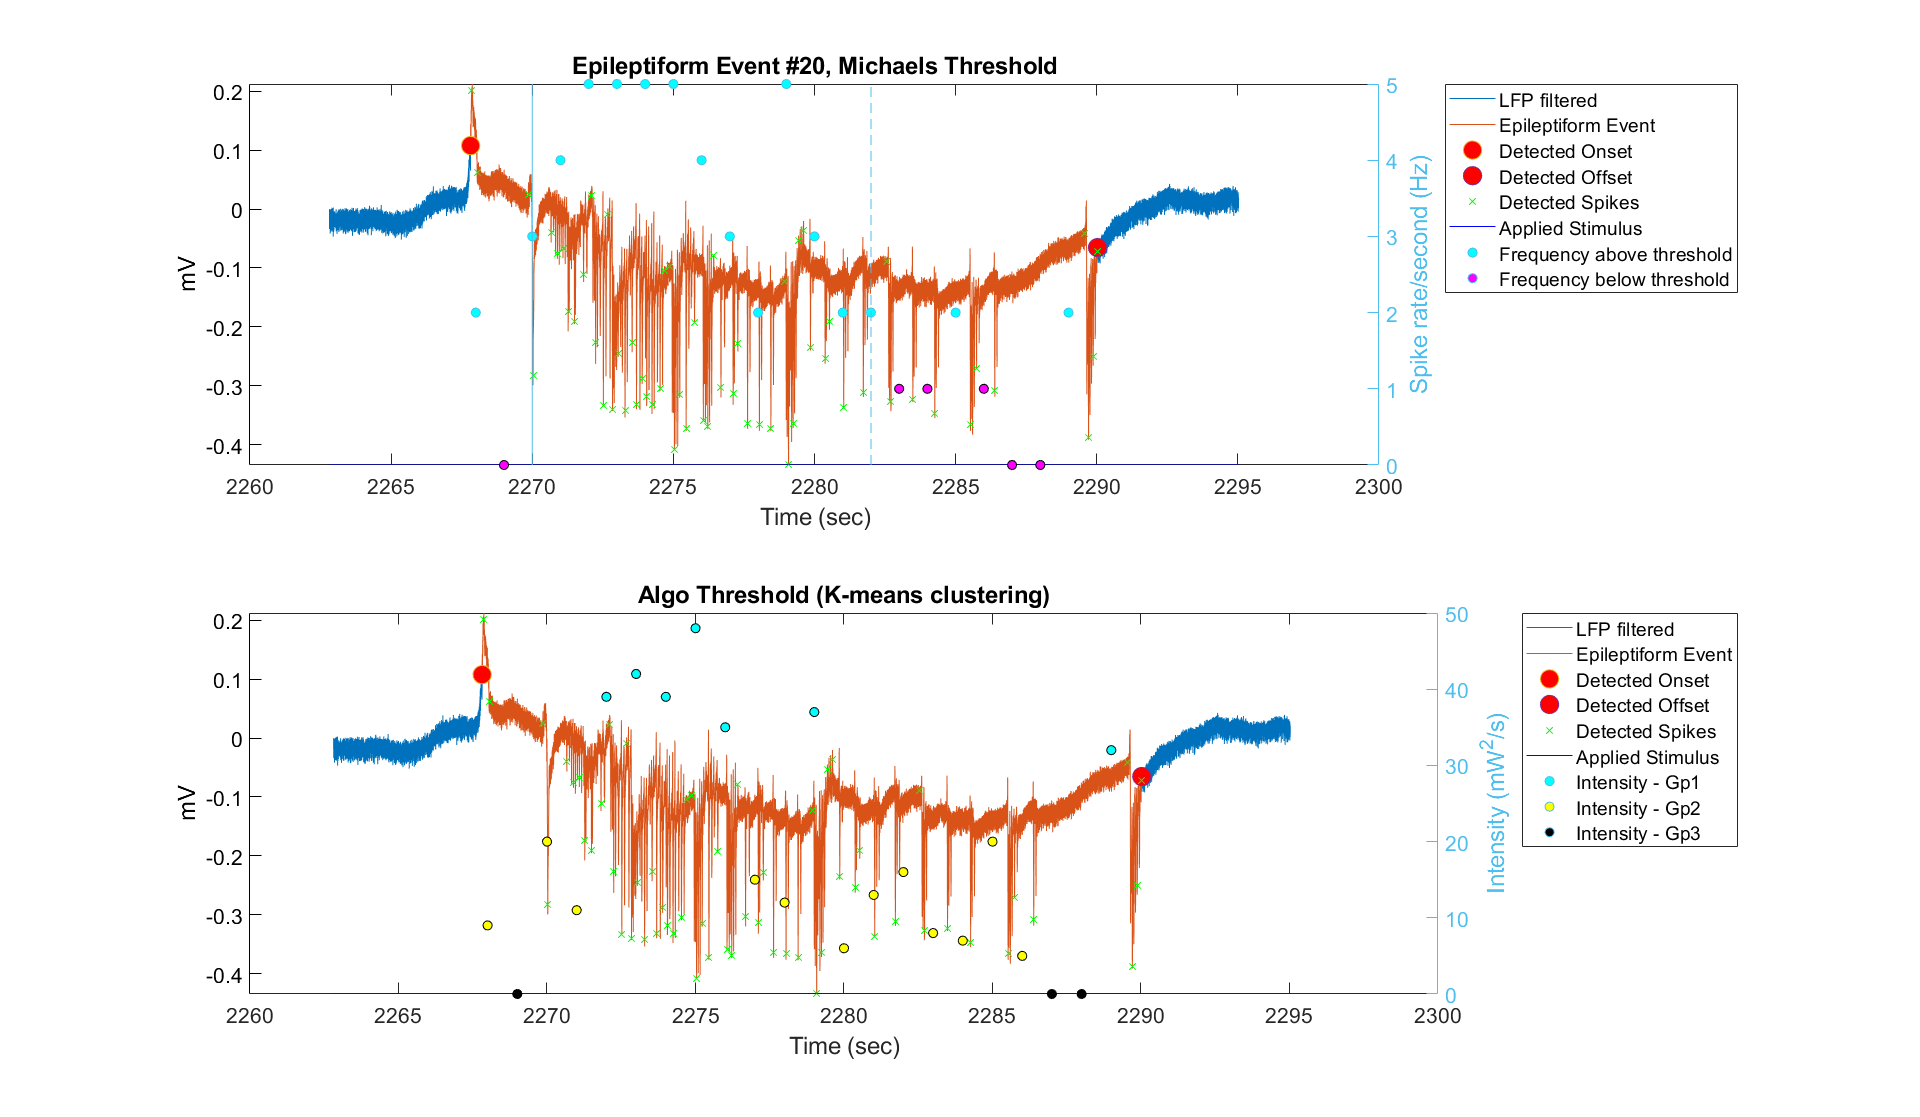 Epileptiform Event #20, Michaels Threshold
0.2
0.1
0
-0.1
-0.2
-0.3
-0.4
mV
5
4
3
2
1
0
Spike rate/second (Hz)
2260 2265 2270 2275 2280 2285 2290 2295 2300
Time (sec)
LFP filtered
Epileptiform Event
Detected Onset
Detected Offset
Detected Spikes
Applied Stimulus
Frequency above threshold
Frequency below threshold
Algo Threshold (K-means clustering)
0.2
0.1
0
-0.1
-0.2
-0.3
-0.4
mV
50
40
30
20
10
0
Intensity (mW²/s)
2260 2265 2270 2275 2280 2285 2290 2295 2300
Time (sec)
LFP filtered
Epileptiform Event
Detected Onset
Detected Offset
Detected Spikes
Applied Stimulus
Intensity - Gp1
Intensity - Gp2
Intensity - Gp3